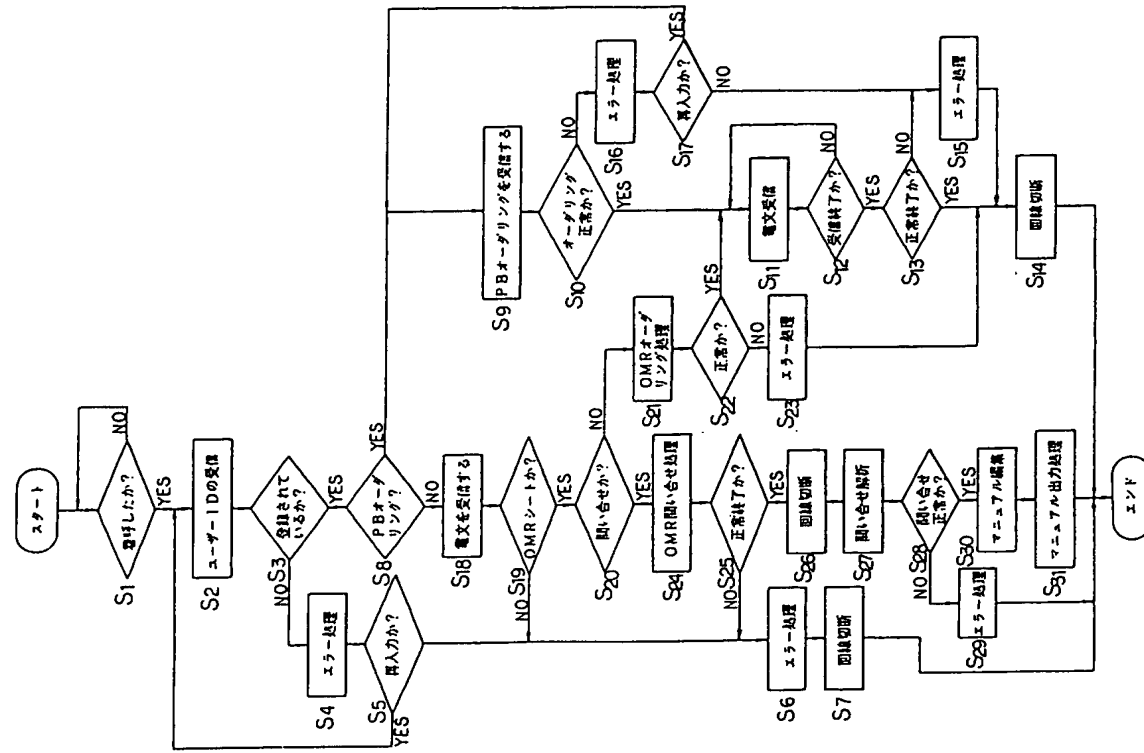 スタート
S1
着呼したか?
NO
YES
S2
ユーザーIDの受信
S3
登録されて
いるか?
NO
YES
S4
エラー処理
S5
再入力か?
YES
S6
エラー処理
S7
回線切断
S8
PBオーダ
リング?
YES
NO
S9
PBオーダリングを受信する
S10
オーダリング
正常か?
NO
YES
S16
エラー処理
S17
再入力か?
YES
NO
S11
電文受信
S12
受信終了か?
NO
YES
S13
正常終了か?
NO
YES
S15
エラー処理
S14
回線切断
S18
電文を受信する
S19
OMRシートか?
NO
YES
S20
問い合せか?
NO
YES
S21
OMRオーダ
リング処理
S22
正常か?
YES
NO
S23
エラー処理
S24
OMR問い合せ処理
S25
正常終了か?
NO
YES
S26
回線切断
S27
問い合せ解析
S28
問い合せ
正常か?
NO
YES
S29
エラー処理
S30
マニュアル編集
S31
マニュアル出力処理
エンド